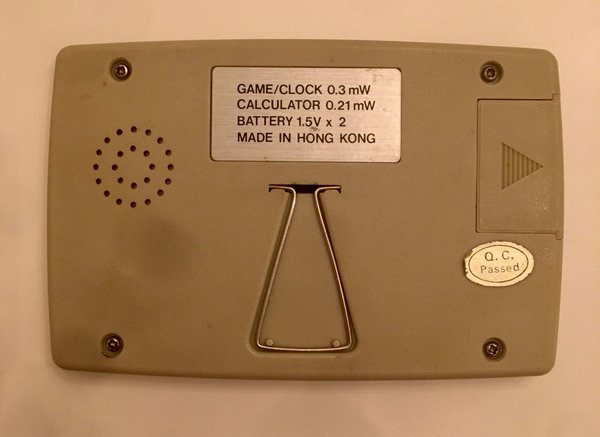 GAME/CLOCK 0.3 mW
CALCULATOR 0.21 mW
BATTERY 1.5V x 2
MADE IN HONG KONG
Q.C.
Passed